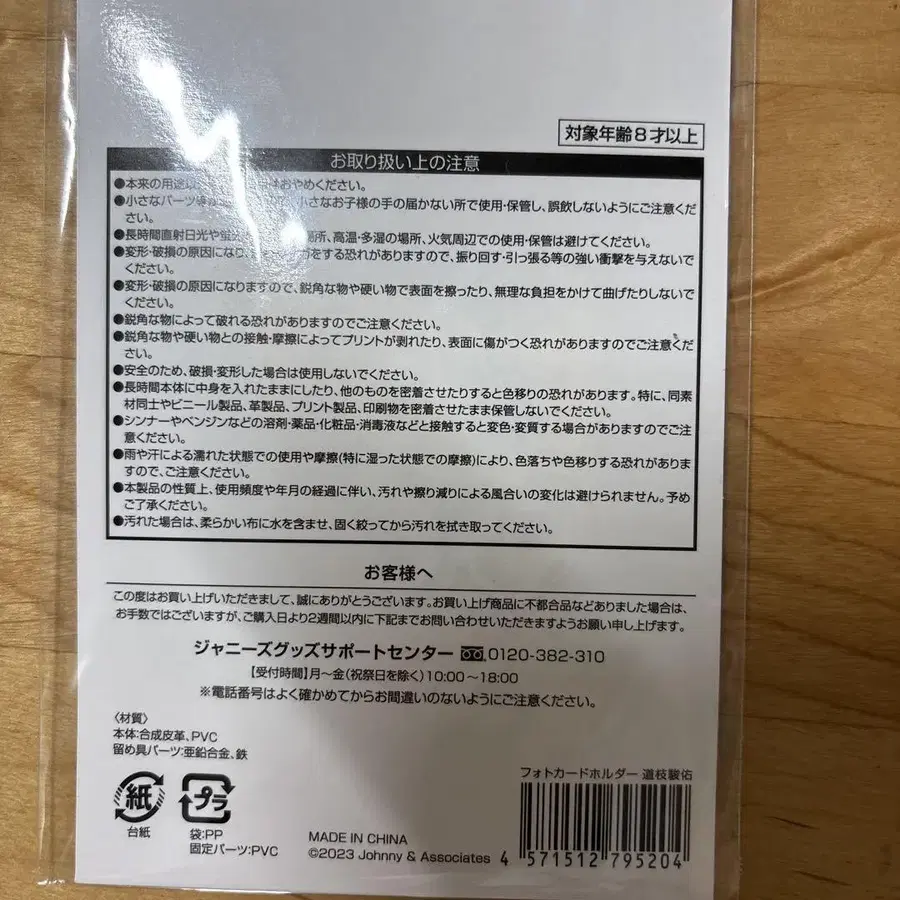 対象年齢8才以上
お取り扱い上の注意
●本来の用途以 おやめください。
●小さなパーツ 小さなお子様の手の届かない所で使用・保管し、誤飲しないようにご注意くだ
さい。
●長時間直射日光や蛍光 場所、高温・多湿の場所、火気周辺での使用・保管は避けてください。
●変形・破損の原因になり、 をする恐れがありますので、振り回す・引っ張る等の強い衝撃を与えないで
ください。
●変形・破損の原因になりますので、鋭角な物や硬い物で表面を擦ったり、無理な負担をかけて曲げたりしないで
ください。
●鋭角な物によって破れる恐れがありますのでご注意ください。
●鋭角な物や硬い物との接触・摩擦によってプリントが剥れたり、表面に傷がつく恐れがありますのでご注意くだ
さい。
●安全のため、破損・変形した場合は使用しないでください。
●長時間本体に中身を入れたままにしたり、他のものを密着させたりすると色移りの恐れがあります。特に、同素
材同士やビニール製品、革製品、プリント製品、印刷物を密着させたまま保管しないでください。
●シンナーやベンジンなどの溶剤・薬品・化粧品・消毒液などと接触すると変色・変質する場合がありますのでご注
意ください。
●雨や汗による濡れた状態での使用や摩擦(特に湿った状態での摩擦)により、色落ちや色移りする恐れがありま
すので、ご注意ください。
●本製品の性質上、使用頻度や年月の経過に伴い、汚れや擦り減りによる風合いの変化は避けられません。予め
ご了承ください。
●汚れた場合は、柔らかい布に水を含ませ、固く絞ってから汚れを拭き取ってください。
お客様へ
この度はお買い上げいただきまして、誠にありがとうございます。お買い上げ商品に不都合品などありました場合は、
お手数ではございますが、ご購入日より2週間以内に下記までお問い合わせいただきますようお願い申し上げます。
ジャニーズグッズサポートセンター 0120-382-310
【受付時間】月～金(祝祭日を除く)10:00～18:00
※電話番号はよく確かめてからお間違いのないようにご注意ください。
〈材質〉
本体:合成皮革、PVC
留め具パーツ:亜鉛合金、鉄
紙
台紙
プラ
袋:PP
固定パーツ:PVC
MADE IN CHINA
©2023 Johnny & Associates
フォトカードホルダー 道枝駿佑
4 571512 795204